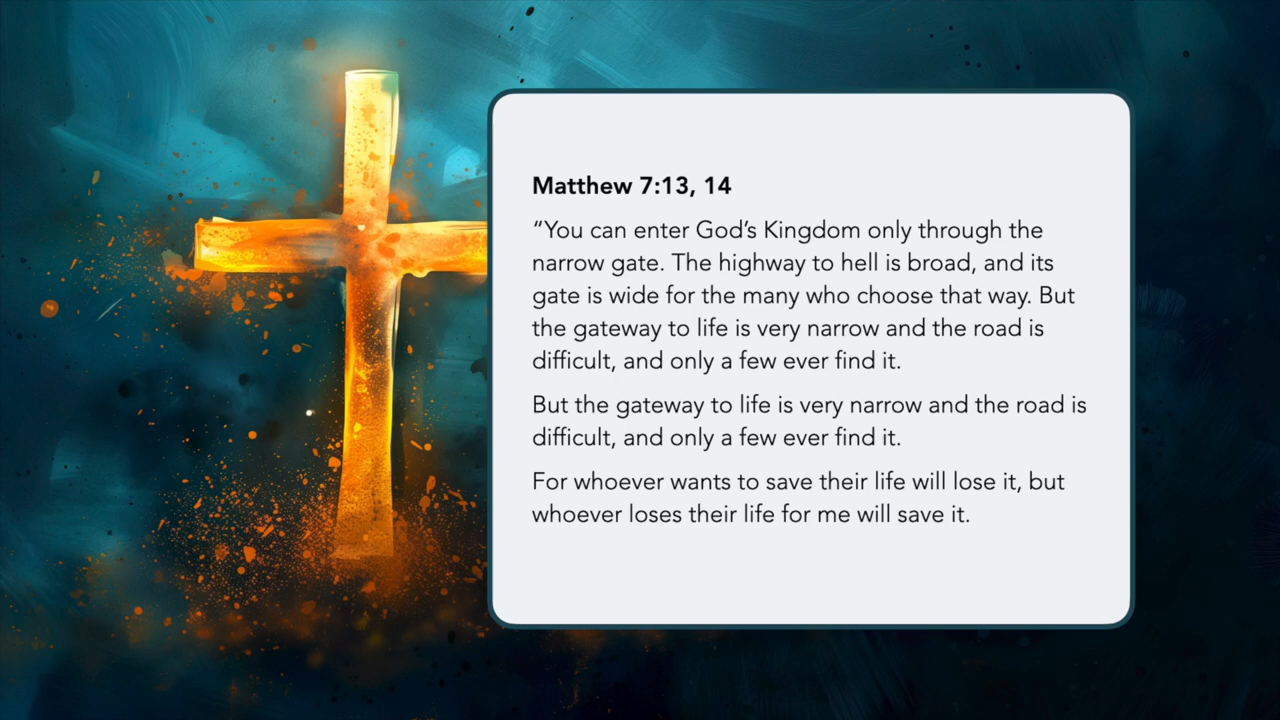 Matthew 7:13, 14
“You can enter God’s Kingdom only through the
narrow gate. The highway to hell is broad, and its
gate is wide for the many who choose that way. But
the gateway to life is very narrow and the road is
difficult, and only a few ever find it.
But the gateway to life is very narrow and the road is
difficult, and only a few ever find it.
For whoever wants to save their life will lose it, but
whoever loses their life for me will save it.